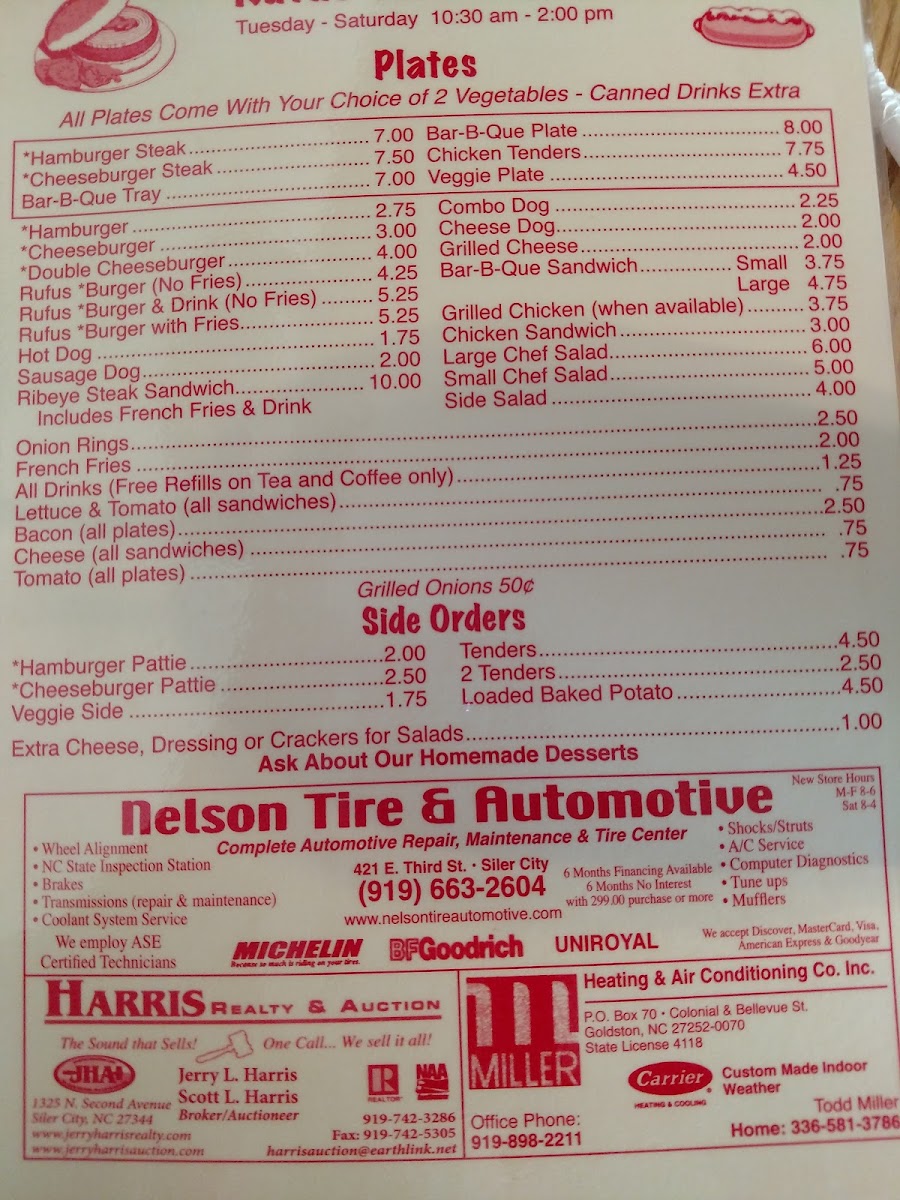 Tuesday - Saturday 10:30 am - 2:00 pm
Plates
All Plates Come With Your Choice of 2 Vegetables - Canned Drinks Extra
*Hamburger Steak 7.00
*Cheeseburger Steak 7.50
Bar-B-Que Tray 7.00
Bar-B-Que Plate 8.00
Chicken Tenders 7.75
Veggie Plate 4.50
*Hamburger 2.75
*Cheeseburger 3.00
*Double Cheeseburger 4.00
Rufus *Burger (No Fries) 4.25
Rufus *Burger & Drink (No Fries) 5.25
Rufus *Burger with Fries 5.25
Hot Dog 1.75
Sausage Dog 2.00
Ribeye Steak Sandwich 10.00
Includes French Fries & Drink
Combo Dog 2.25
Cheese Dog 2.00
Grilled Cheese 2.00
Bar-B-Que Sandwich Small 3.75
Large 4.75
Grilled Chicken (when available) 3.75
Chicken Sandwich 3.00
Large Chef Salad 6.00
Small Chef Salad 5.00
Side Salad 4.00
Onion Rings 2.50
French Fries 2.00
All Drinks (Free Refills on Tea and Coffee only) 1.25
Lettuce & Tomato (all sandwiches) .75
Bacon (all plates) 2.50
Cheese (all sandwiches) .75
Tomato (all plates) .75
Grilled Onions 50¢
Side Orders
*Hamburger Pattie 2.00
*Cheeseburger Pattie 2.50
Veggie Side 1.75
Tenders 4.50
2 Tenders 2.50
Loaded Baked Potato 4.50
Extra Cheese, Dressing or Crackers for Salads 1.00
Ask About Our Homemade Desserts
Nelson Tire & Automotive
New Store Hours
M-F 8-6
Sat 8-4
Complete Automotive Repair, Maintenance & Tire Center
• Wheel Alignment
• NC State Inspection Station
• Brakes
• Transmissions (repair & maintenance)
• Coolant System Service
We employ ASE
Certified Technicians
421 E. Third St. • Siler City
(919) 663-2604
www.nelsontireautomotive.com
6 Months Financing Available
6 Months No Interest
with 299.00 purchase or more
• Shocks/Struts
• A/C Service
• Computer Diagnostics
• Tune ups
• Mufflers
MICHELIN
Because so much is riding on your tires.
BFGoodrich
UNIROYAL
We accept Discover, MasterCard, Visa,
American Express & Goodyear
HARRIS REALTY & AUCTION
The Sound that Sells! One Call... We sell it all!
JHAI
Jerry L. Harris
Scott L. Harris
Broker/Auctioneer
R
REALTOR®
NAA
1325 N. Second Avenue
Siler City, NC 27344
www.jerryharrisrealty.com
www.jerryharrisauction.com
919-742-3286
Fax: 919-742-5305
harrisauction@earthlink.net
MILLER
Heating & Air Conditioning Co. Inc.
P.O. Box 70 • Colonial & Bellevue St.
Goldston, NC 27252-0070
State License 4118
Carrier
HEATING & COOLING
Custom Made Indoor
Weather
Office Phone:
919-898-2211
Todd Miller
Home: 336-581-3786